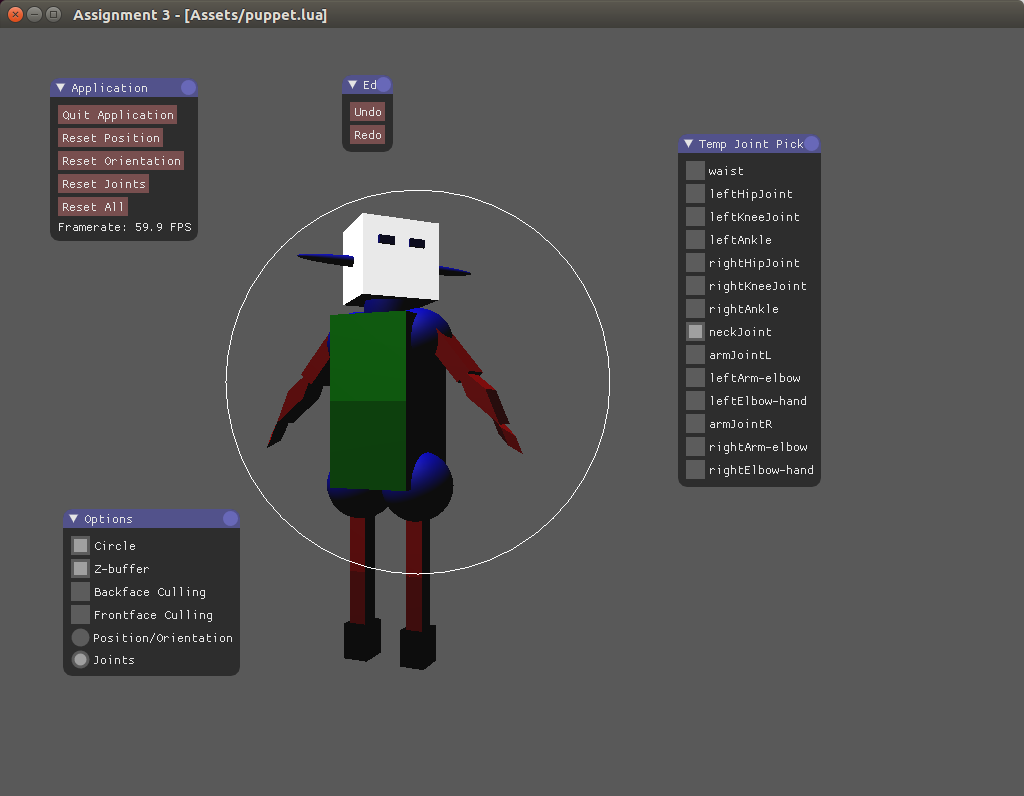 Assignment 3 - [Assets/puppet.lua]
Application
Quit Application
Reset Position
Reset Orientation
Reset Joints
Reset All
Framerate: 59.9 FPS
Ed
Undo
Redo
Temp Joint Pick
waist
leftHipJoint
leftKneeJoint
leftAnkle
rightHipJoint
rightKneeJoint
rightAnkle
neckJoint
armJointL
leftArm-elbow
leftElbow-hand
armJointR
rightArm-elbow
rightElbow-hand
Options
Circle
Z-buffer
Backface Culling
Frontface Culling
Position/Orientation
Joints